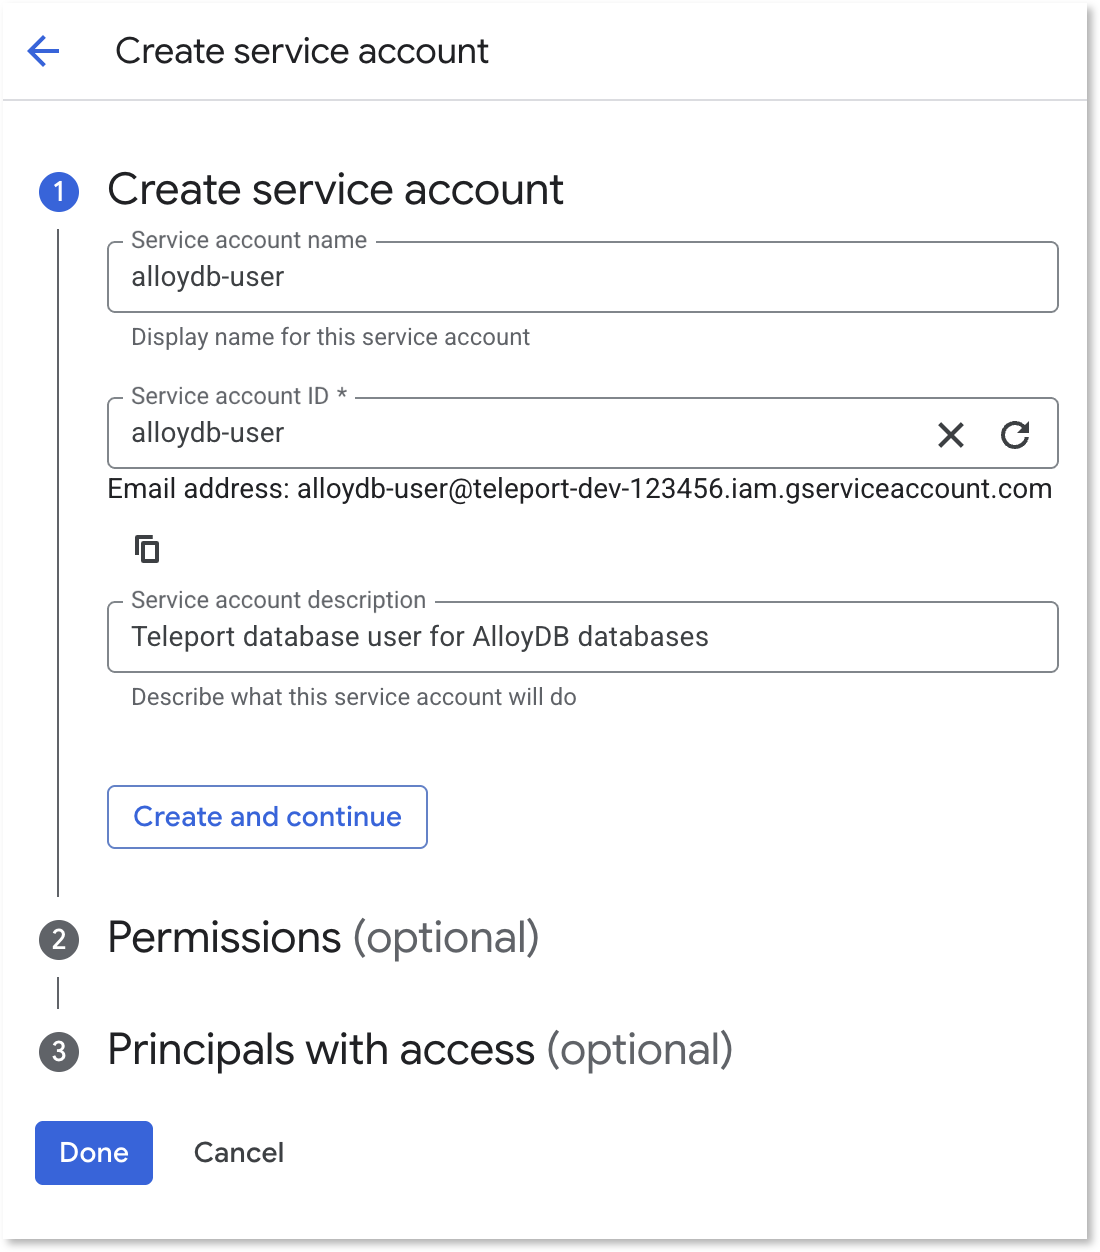 Create service account
1 Create service account
Service account name
alloydb-user
Display name for this service account
Service account ID *
alloydb-user
Email address: alloydb-user@teleport-dev-123456.iam.gserviceaccount.com
Service account description
Teleport database user for AlloyDB databases
Describe what this service account will do
Create and continue
2 Permissions (optional)
3 Principals with access (optional)
Done Cancel